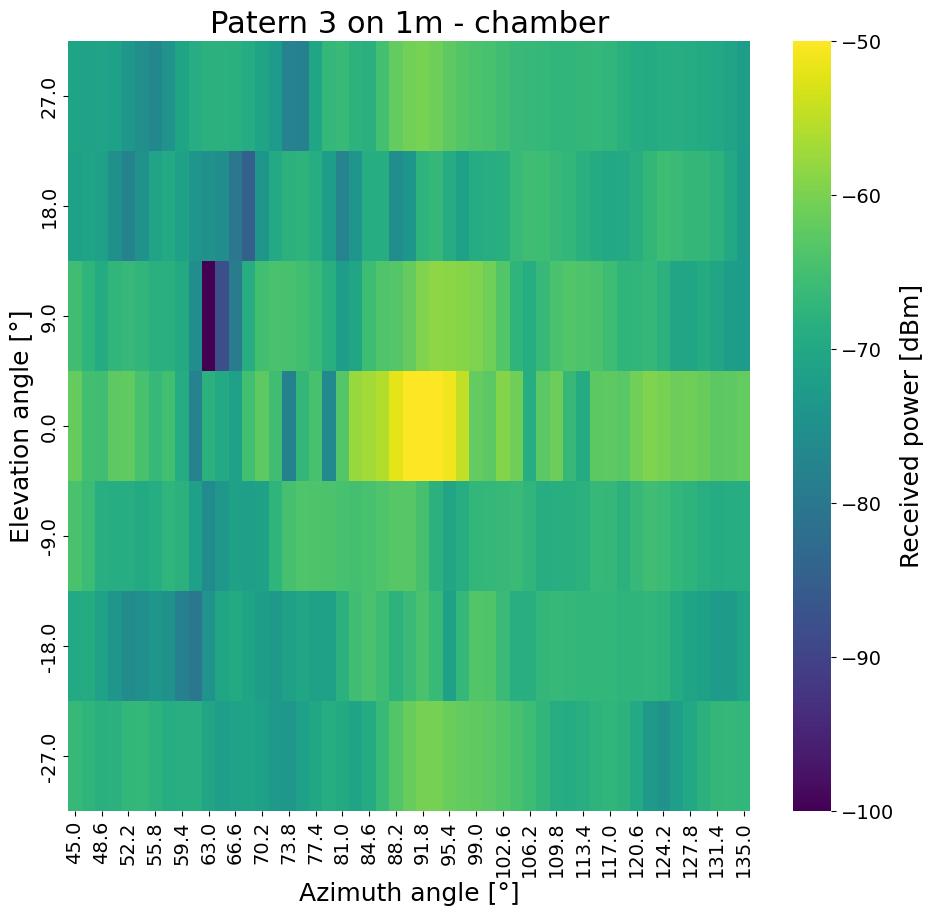 Patern 3 on 1m - chamber
Elevation angle [°]
27.0
18.0
9.0
0.0
-9.0
-18.0
-27.0
45.0 48.6 52.2 55.8 59.4 63.0 66.6 70.2 73.8 77.4 81.0 84.6 88.2 91.8 95.4 99.0 102.6 106.2 109.8 113.4 117.0 120.6 124.2 127.8 131.4 135.0
Azimuth angle [°]
−50
−60
−70
−80
−90
−100
Received power [dBm]